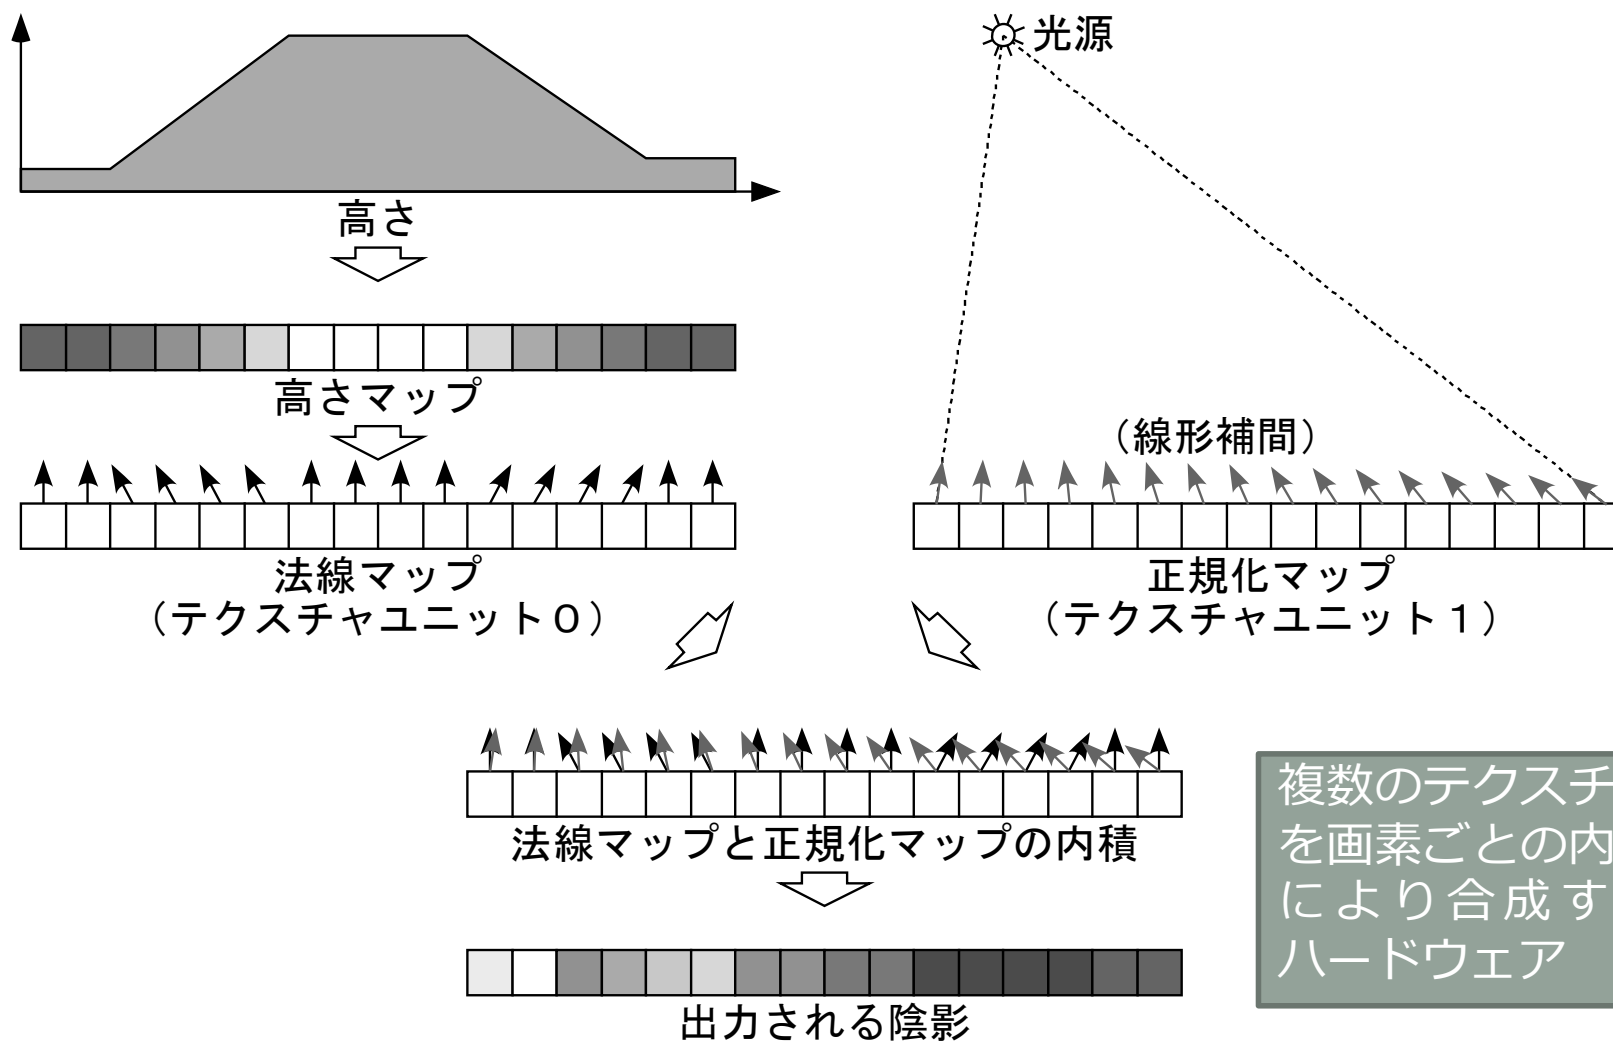 光源
高さ
高さマップ
（線形補間）
法線マップ
（テクスチャユニット０）
正規化マップ
（テクスチャユニット１）
法線マップと正規化マップの内積
出力される陰影
複数のテクスチ
を画素ごとの内
により合成す
ハードウェア